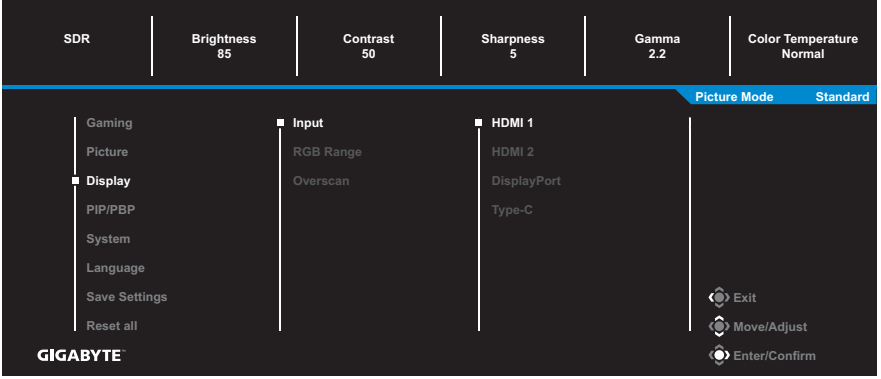 SDR Brightness Contrast Sharpness Gamma Color Temperature
85 50 5 2.2 Normal
Picture Mode Standard
Gaming Input HDMI 1
Picture RGB Range HDMI 2
Display Overscan DisplayPort
PIP/PBP Type-C
System
Language
Save Settings Exit
Reset all Move/Adjust
GIGABYTE™ Enter/Confirm